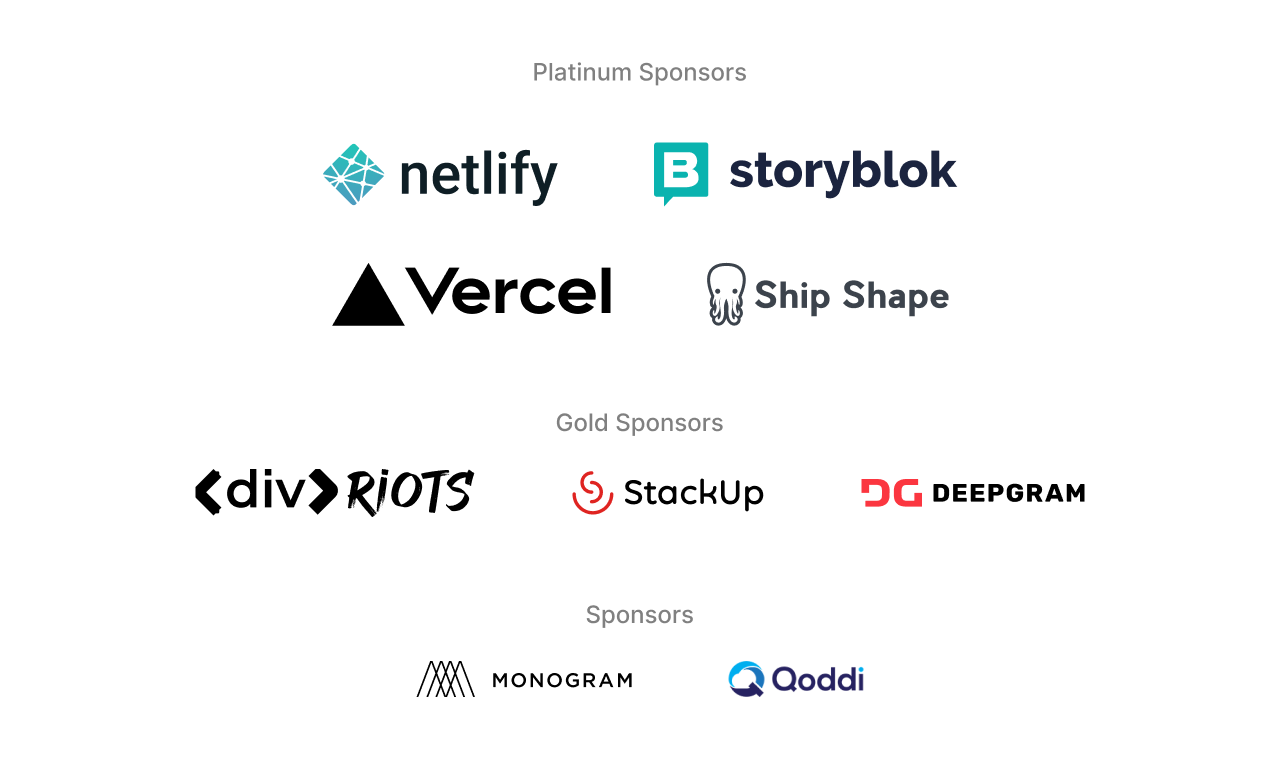 Platinum Sponsors
netlify
storyblok
Vercel
Ship Shape
Gold Sponsors
<div> RiOTS
StackUp
DG DEEPGRAM
Sponsors
MONOGRAM
Qoddi